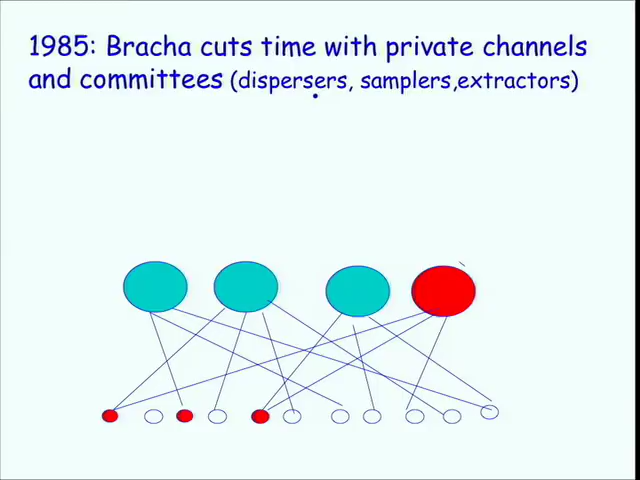 1985: Bracha cuts time with private channels
and committees (dispersers, samplers,extractors)